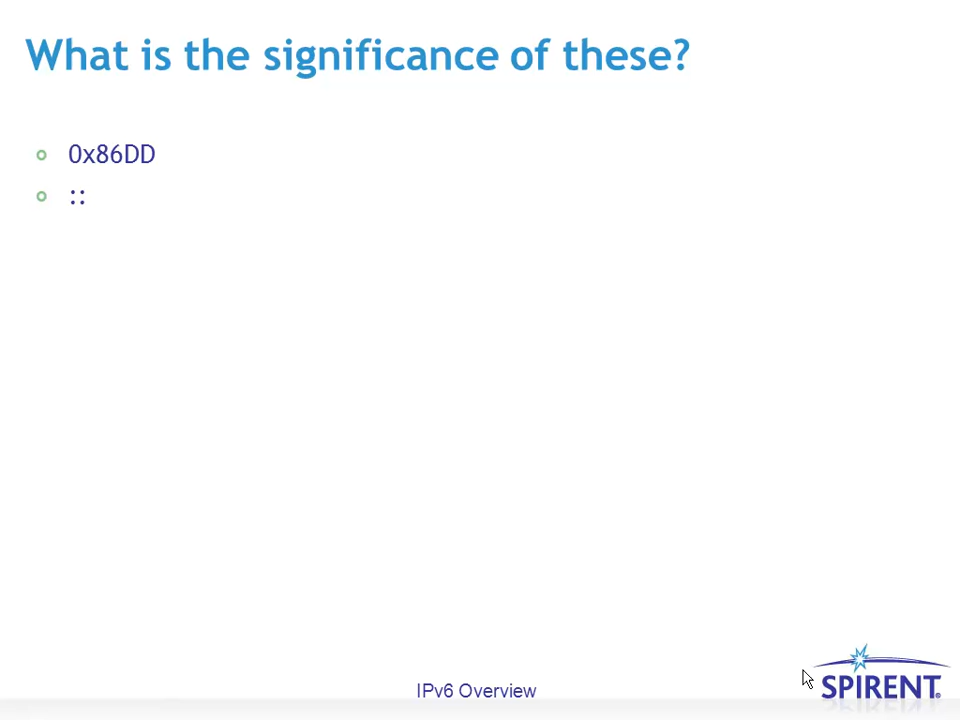 What is the significance of these?
0x86DD
::
IPv6 Overview
SPIRENT®